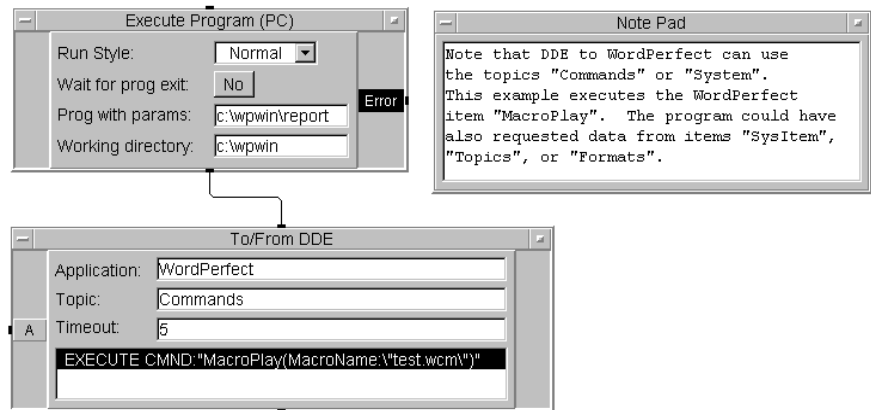 Execute Program (PC)
Run Style: Normal
Wait for prog exit: No
Prog with params: c:\wpwin\report
Working directory: c:\wpwin
Error
Note Pad
Note that DDE to WordPerfect can use
the topics "Commands" or "System".
This example executes the WordPerfect
item "MacroPlay".  The program could have
also requested data from items "SysItem",
"Topics", or "Formats".
To/From DDE
Application: WordPerfect
Topic: Commands
Timeout: 5
A
EXECUTE CMND:"MacroPlay(MacroName:\"test.wcm\")"